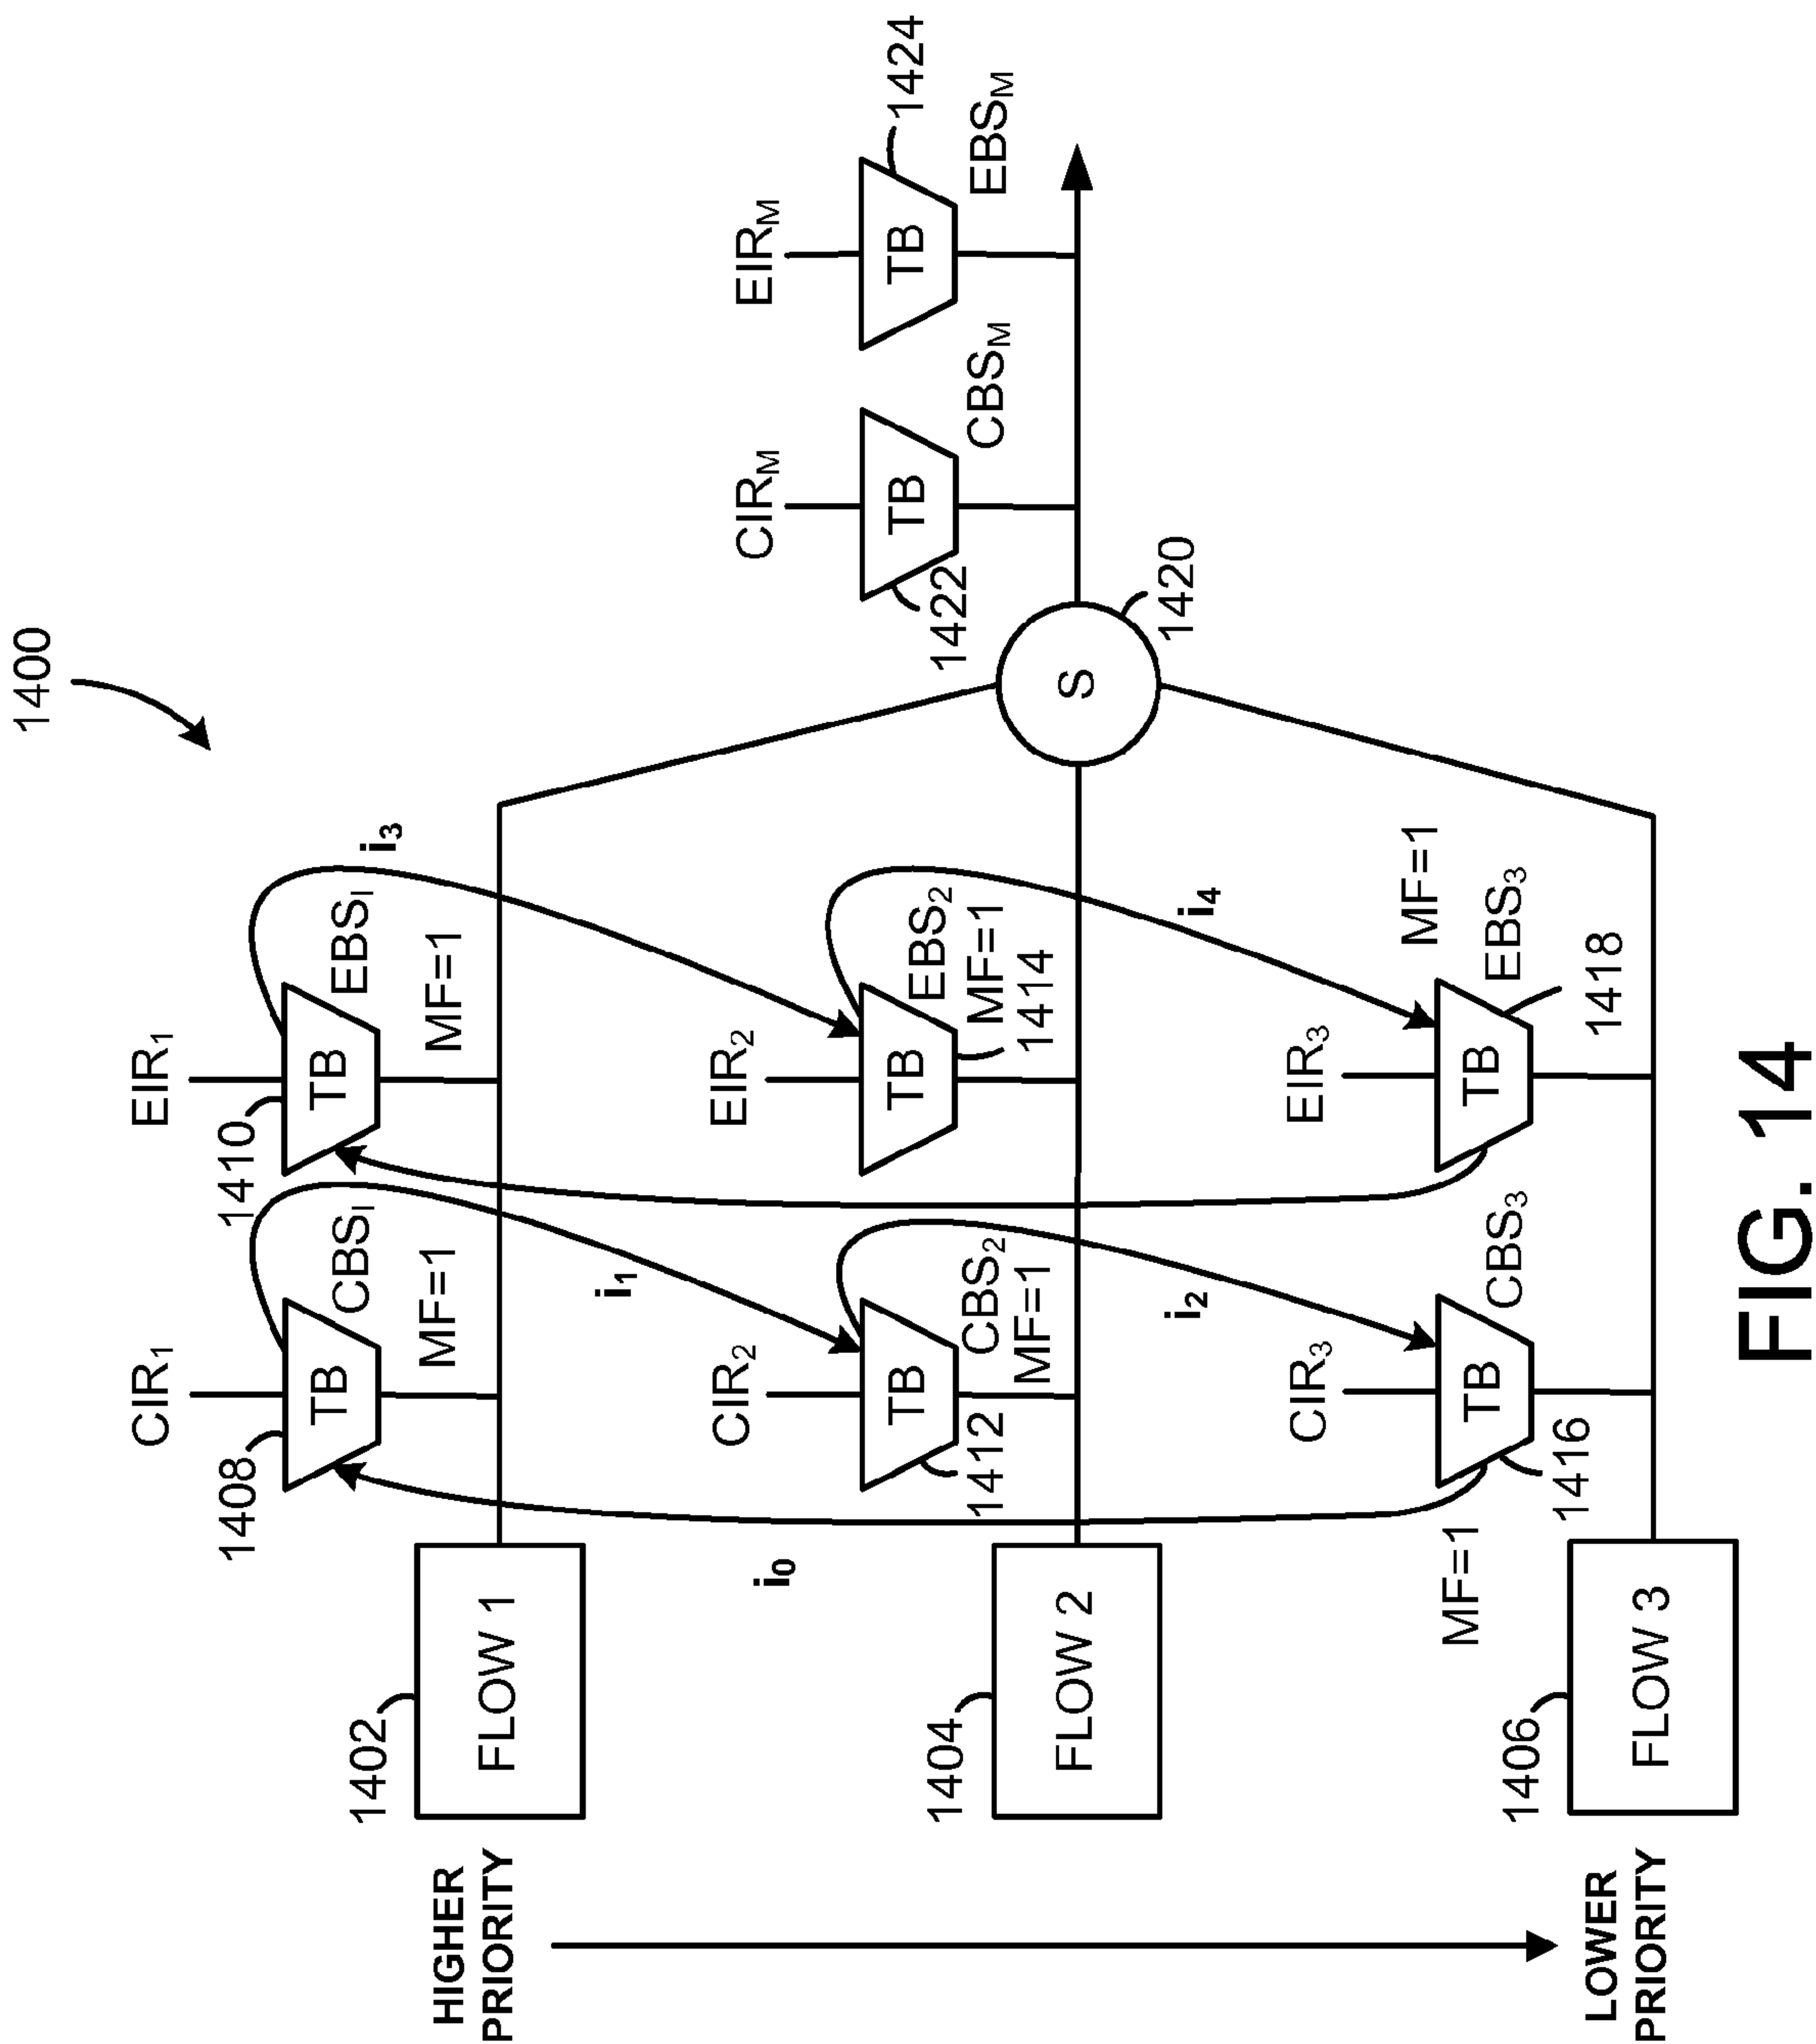 1400
HIGHER
PRIORITY
LOWER
PRIORITY
1402
FLOW 1
CIR1
1408
TB
CBSI
MF=1
EIR1
1410
TB
EBSI
MF=1
i0
i1
i3
1404
FLOW 2
CIR2
TB
1412
CBS2
MF=1
EIR2
TB
EBS2
MF=1
1414
i2
i4
1406
FLOW 3
MF=1
CIR3
TB
1416
CBS3
EIR3
TB
MF=1
EBS3
1418
S
1420
CIRM
TB
1422
CBSM
EIRM
TB
1424
EBSM
FIG. 14